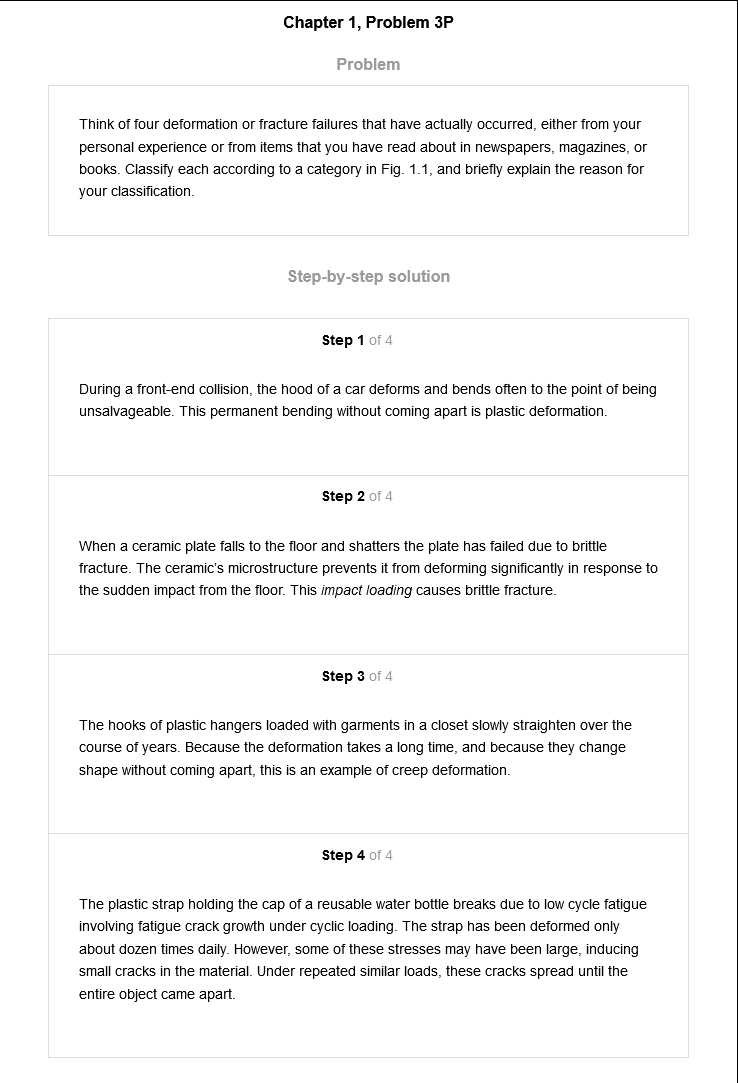 Chapter 1, Problem 3P
Problem
Think of four deformation or fracture failures that have actually occurred, either from your
personal experience or from items that you have read about in newspapers, magazines, or
books. Classify each according to a category in Fig. 1.1, and briefly explain the reason for
your classification.
Step-by-step solution
Step 1 of 4
During a front-end collision, the hood of a car deforms and bends often to the point of being
unsalvageable. This permanent bending without coming apart is plastic deformation.
Step 2 of 4
When a ceramic plate falls to the floor and shatters the plate has failed due to brittle
fracture. The ceramic's microstructure prevents it from deforming significantly in response to
the sudden impact from the floor. This impact loading causes brittle fracture.
Step 3 of 4
The hooks of plastic hangers loaded with garments in a closet slowly straighten over the
course of years. Because the deformation takes a long time, and because they change
shape without coming apart, this is an example of creep deformation.
Step 4 of 4
The plastic strap holding the cap of a reusable water bottle breaks due to low cycle fatigue
involving fatigue crack growth under cyclic loading. The strap has been deformed only
about dozen times daily. However, some of these stresses may have been large, inducing
small cracks in the material. Under repeated similar loads, these cracks spread until the
entire object came apart.